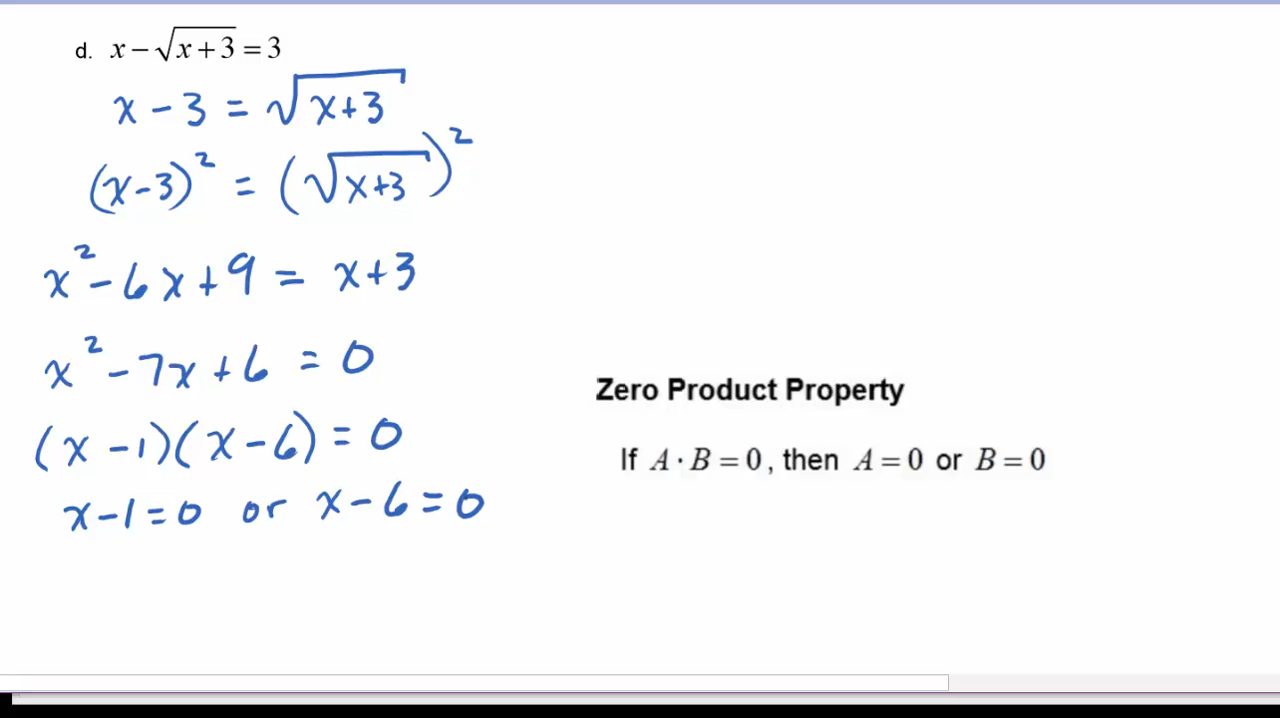 d. x − √(x + 3) = 3
x − 3 = √(x+3)
(x−3)² = (√(x+3))²
x² − 6x + 9 = x+3
x² − 7x + 6 = 0
(x − 1)(x − 6) = 0
x − 1 = 0 or x − 6 = 0
Zero Product Property
If A · B = 0, then A = 0 or B = 0